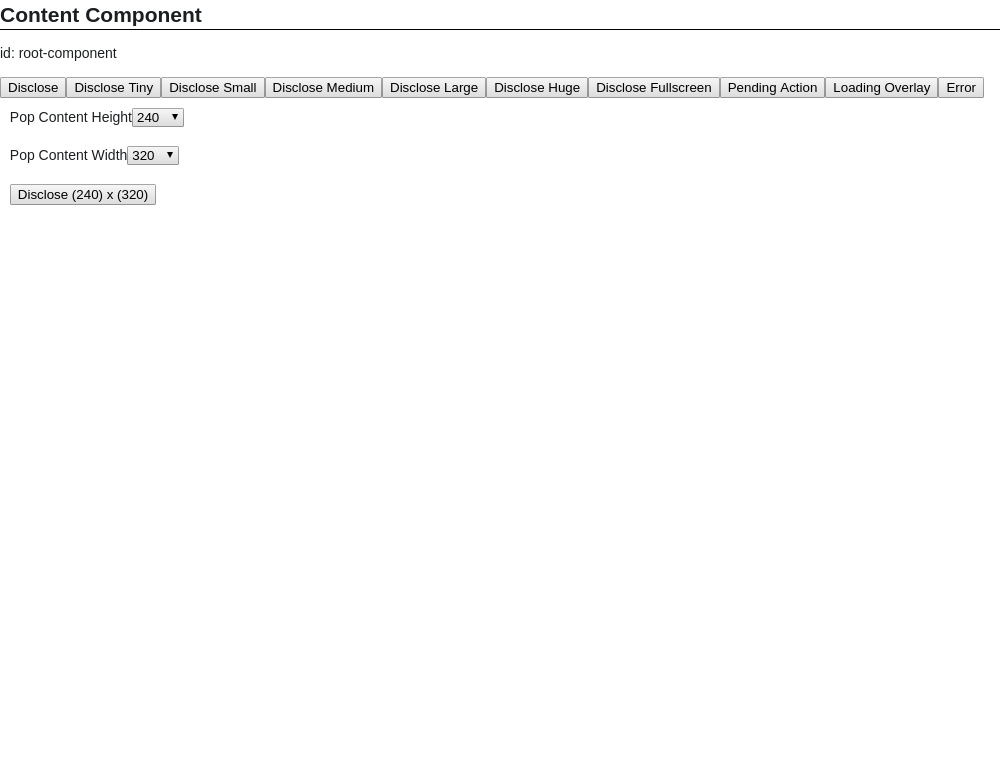 Content Component
id: root-component
Disclose Disclose Tiny Disclose Small Disclose Medium Disclose Large Disclose Huge Disclose Fullscreen Pending Action Loading Overlay Error
Pop Content Height 240
Pop Content Width 320
Disclose (240) x (320)